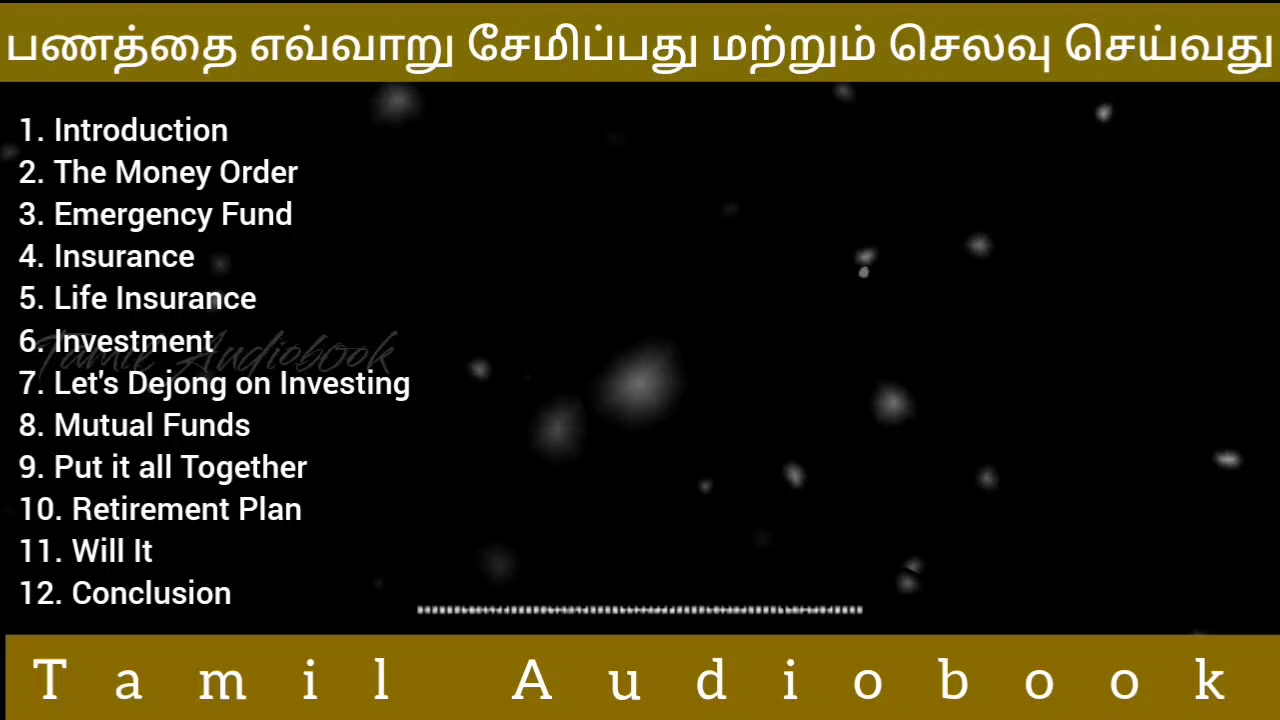 பணத்தை எவ்வாறு சேமிப்பது மற்றும் செலவு செய்வது
1. Introduction
2. The Money Order
3. Emergency Fund
4. Insurance
5. Life Insurance
6. Investment
Tamil Audiobook
7. Let's Dejong on Investing
8. Mutual Funds
9. Put it all Together
10. Retirement Plan
11. Will It
12. Conclusion
Tamil Audiobook